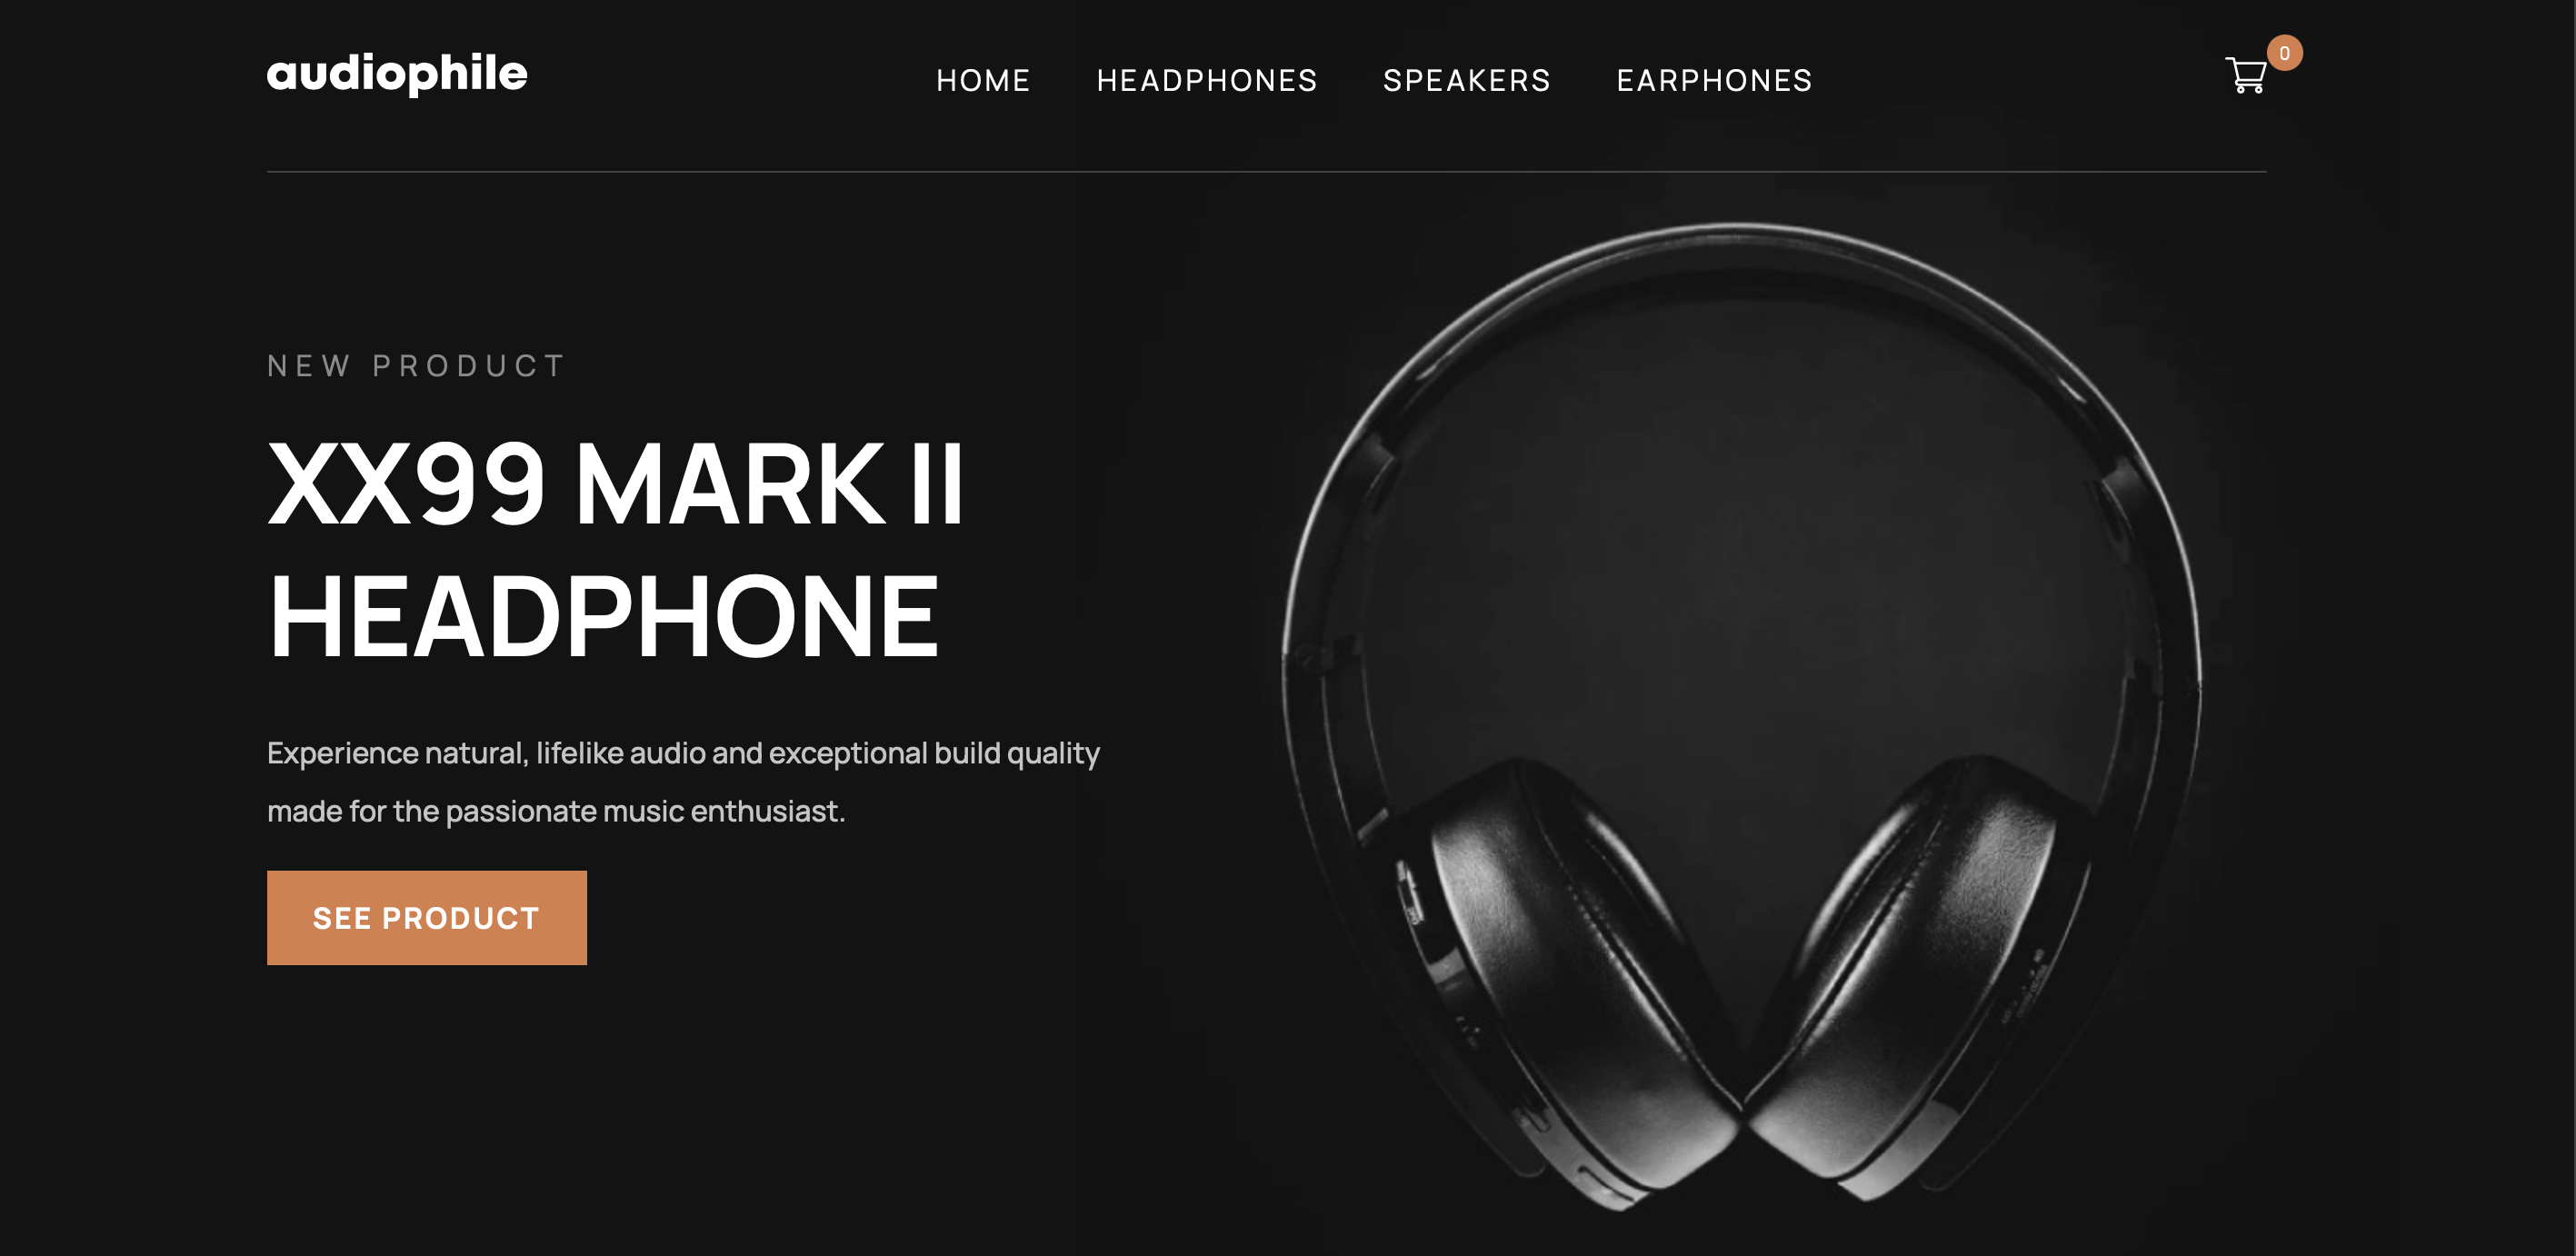 audiophile
HOME HEADPHONES SPEAKERS EARPHONES
0
NEW PRODUCT
XX99 MARK II
HEADPHONE
Experience natural, lifelike audio and exceptional build quality
made for the passionate music enthusiast.
SEE PRODUCT